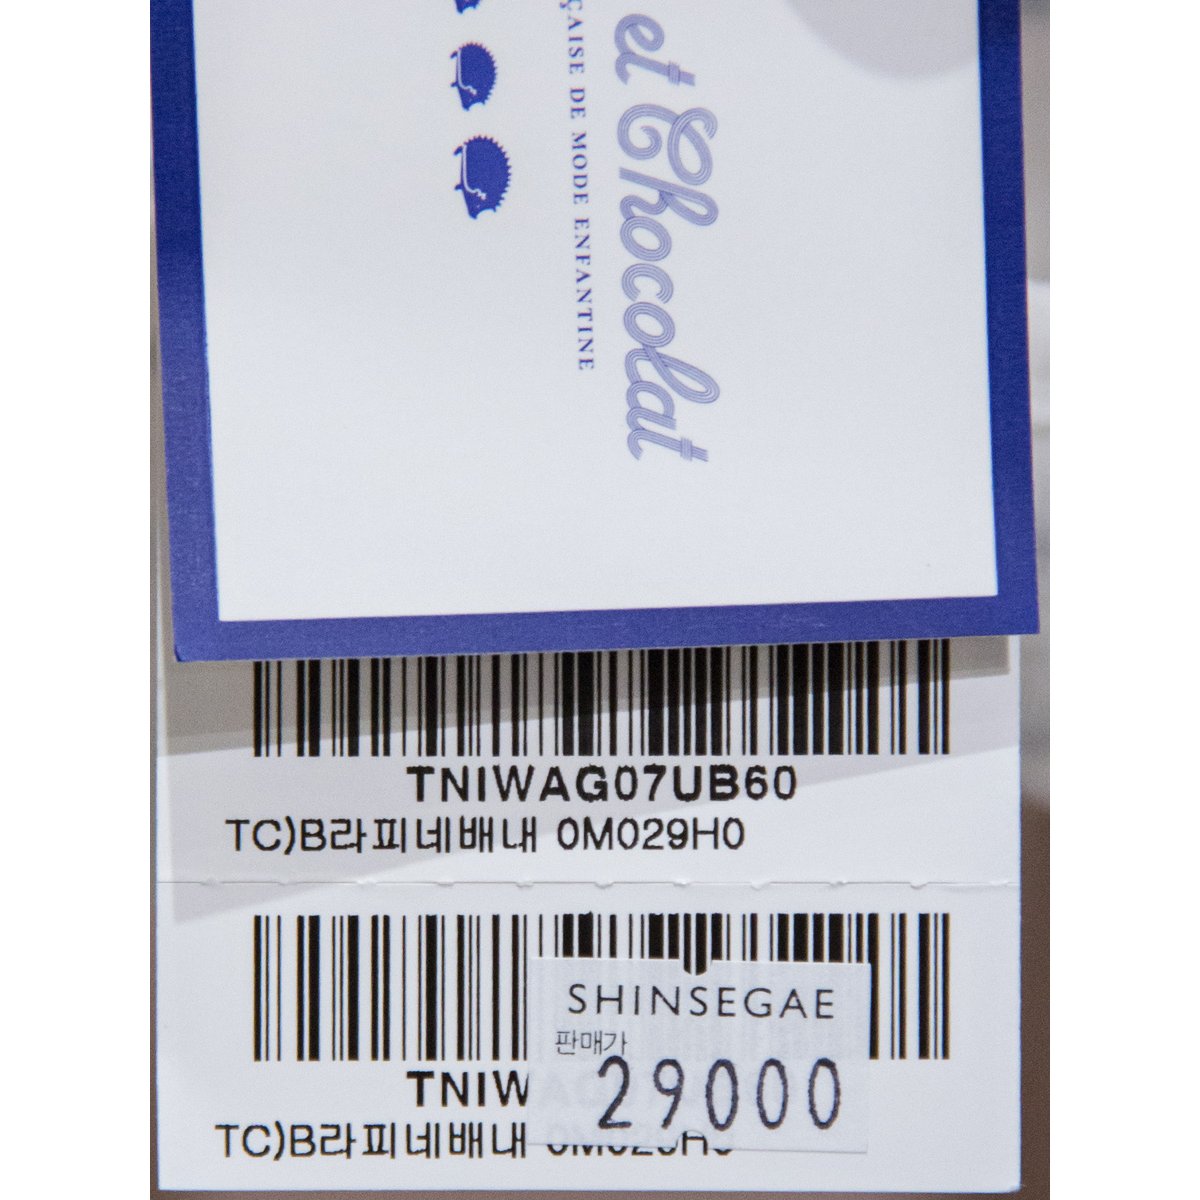 et Chocolat
ÇAISE DE MODE ENFANTINE
TNIWAG07UB60
TC)B라피네배내 0M029H0
SHINSEGAE
판매가
29000
TNIW
TC)B라피네배내